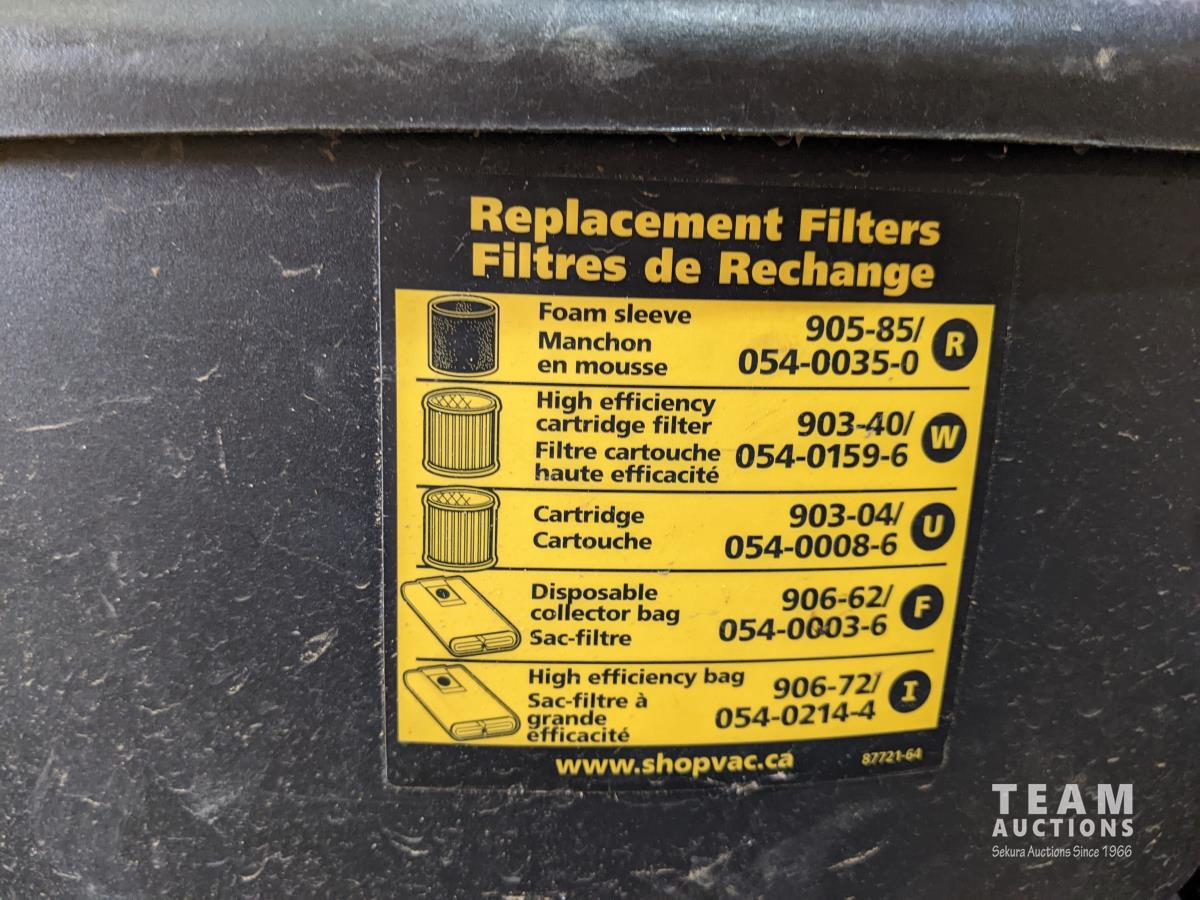 Replacement Filters
Filtres de Rechange
Foam sleeve
Manchon
en mousse
905-85/
054-0035-0
R
High efficiency
cartridge filter
Filtre cartouche
haute efficacité
903-40/
054-0159-6
W
Cartridge
Cartouche
903-04/
054-0008-6
U
Disposable
collector bag
Sac-filtre
906-62/
054-0003-6
F
High efficiency bag
Sac-filtre à
grande
efficacité
906-72/
054-0214-4
I
www.shopvac.ca
87721-64
TEAM
AUCTIONS
Sekura Auctions Since 1966